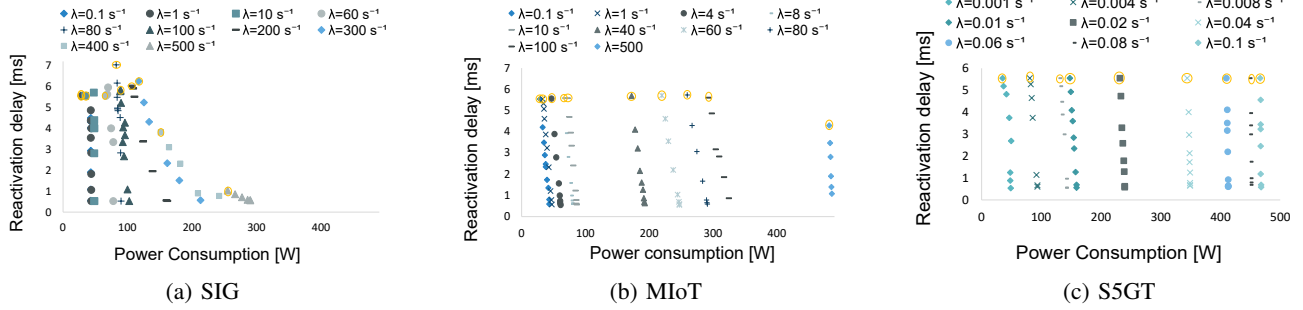 λ=0.1 s⁻¹ λ=1 s⁻¹ λ=10 s⁻¹ λ=60 s⁻¹
λ=80 s⁻¹ λ=100 s⁻¹ λ=200 s⁻¹ λ=300 s⁻¹
λ=400 s⁻¹ λ=500 s⁻¹
Reactivation delay [ms]
7
6
5
4
3
2
1
0
0 100 200 300 400
Power Consumption [W]
(a) SIG
λ=0.1 s⁻¹ λ=1 s⁻¹ λ=4 s⁻¹ λ=8 s⁻¹
λ=10 s⁻¹ λ=40 s⁻¹ λ=60 s⁻¹ λ=80 s⁻¹
λ=100 s⁻¹ λ=500
Reactivation delay [ms]
7
6
5
4
3
2
1
0
0 100 200 300 400
Power consumption [W]
(b) MIoT
λ=0.001 s⁻¹ λ=0.004 s⁻¹ λ=0.008 s⁻¹
λ=0.01 s⁻¹ λ=0.02 s⁻¹ λ=0.04 s⁻¹
λ=0.06 s⁻¹ λ=0.08 s⁻¹ λ=0.1 s⁻¹
Reactivation delay [ms]
6
5
4
3
2
1
0
0 100 200 300 400 500
Power Consumption [W]
(c) S5GT